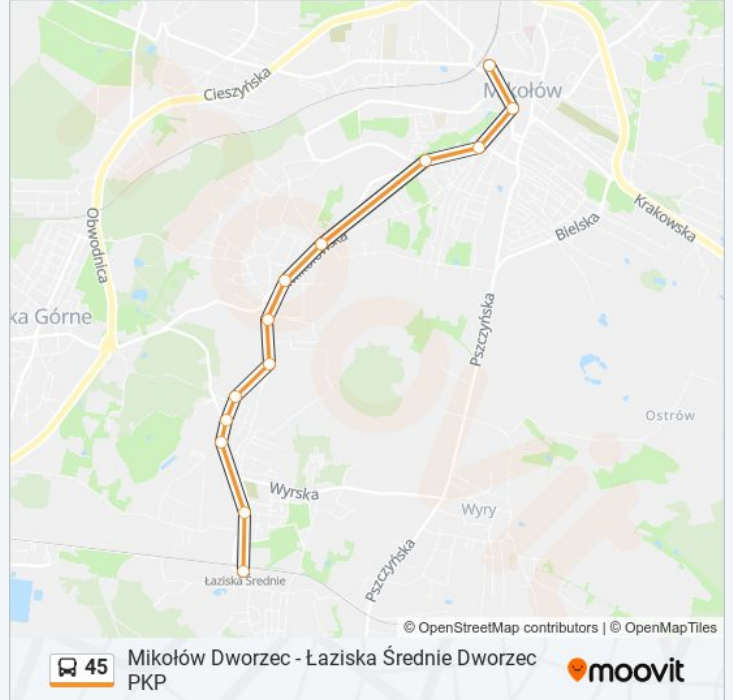 Cieszyńska
Mikołów
Obwodnica
Krakowska
Bielska
Mikołowska
ka Górne
Pszczyńska
Ostrów
Wyrska
Wyry
Pszczyńska
Łaziska Średnie
© OpenStreetMap contributors | © OpenMapTiles
45
Mikołów Dworzec - Łaziska Średnie Dworzec
PKP
moovit